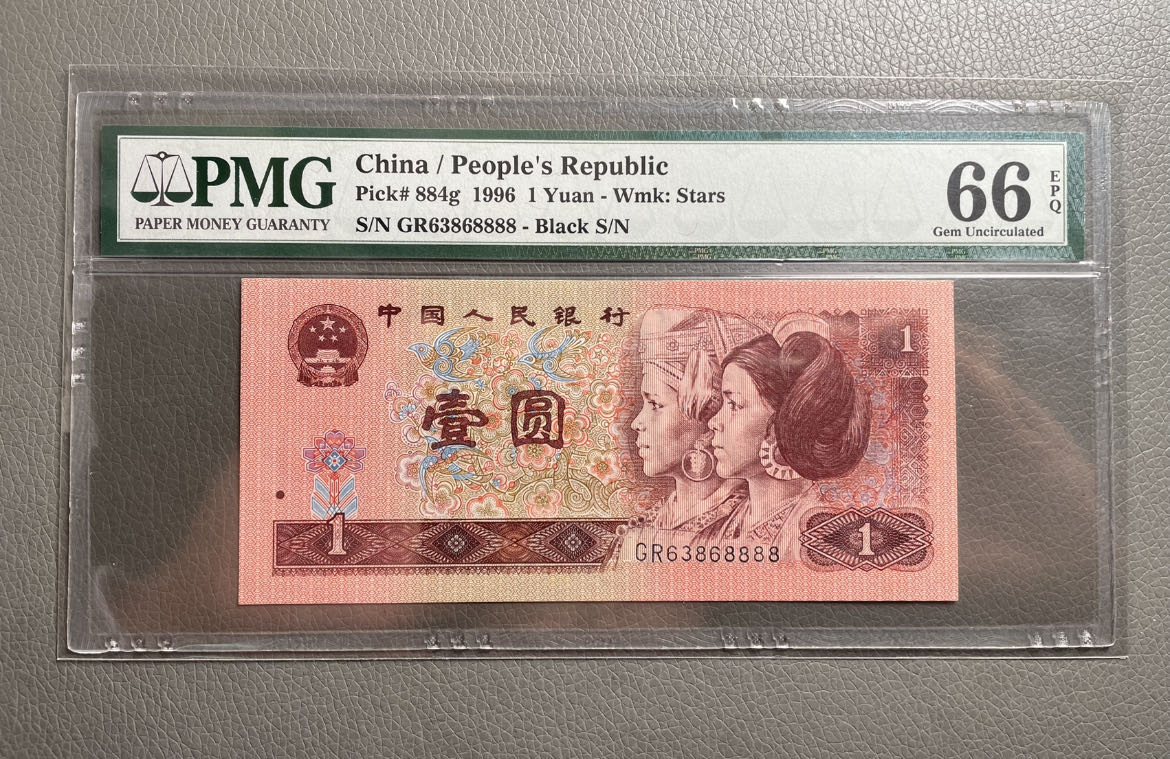 PMG
PAPER MONEY GUARANTY
China / People's Republic
Pick# 884g 1996 1 Yuan - Wmk: Stars
S/N GR63868888 - Black S/N
66
EPQ
Gem Uncirculated
中国人民银行
1
壹圆
1
GR63868888
1